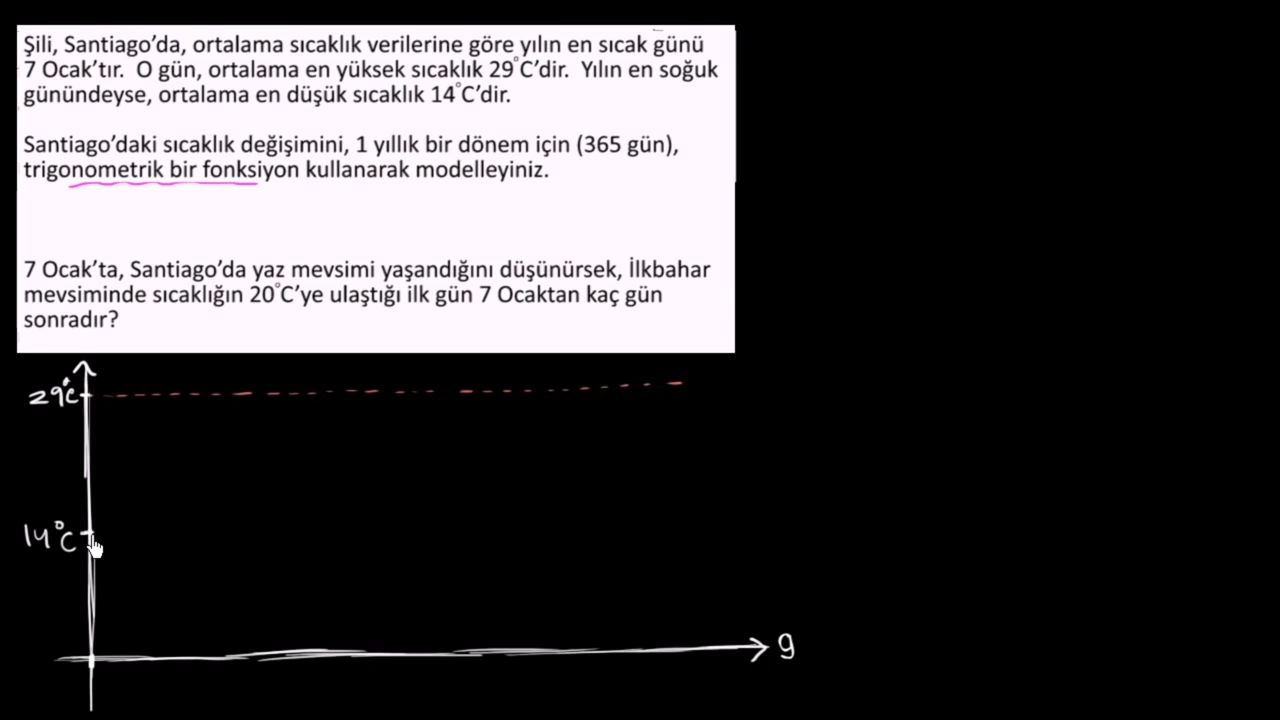 Şili, Santiago'da, ortalama sıcaklık verilerine göre yılın en sıcak günü
7 Ocak'tır. O gün, ortalama en yüksek sıcaklık 29°C'dir. Yılın en soğuk
günündeyse, ortalama en düşük sıcaklık 14°C'dir.
Santiago'daki sıcaklık değişimini, 1 yıllık bir dönem için (365 gün),
trigonometrik bir fonksiyon kullanarak modelleyiniz.
7 Ocak'ta, Santiago'da yaz mevsimi yaşandığını düşünürsek, İlkbahar
mevsiminde sıcaklığın 20°C'ye ulaştığı ilk gün 7 Ocaktan kaç gün
sonradır?
29°C
14°C
g